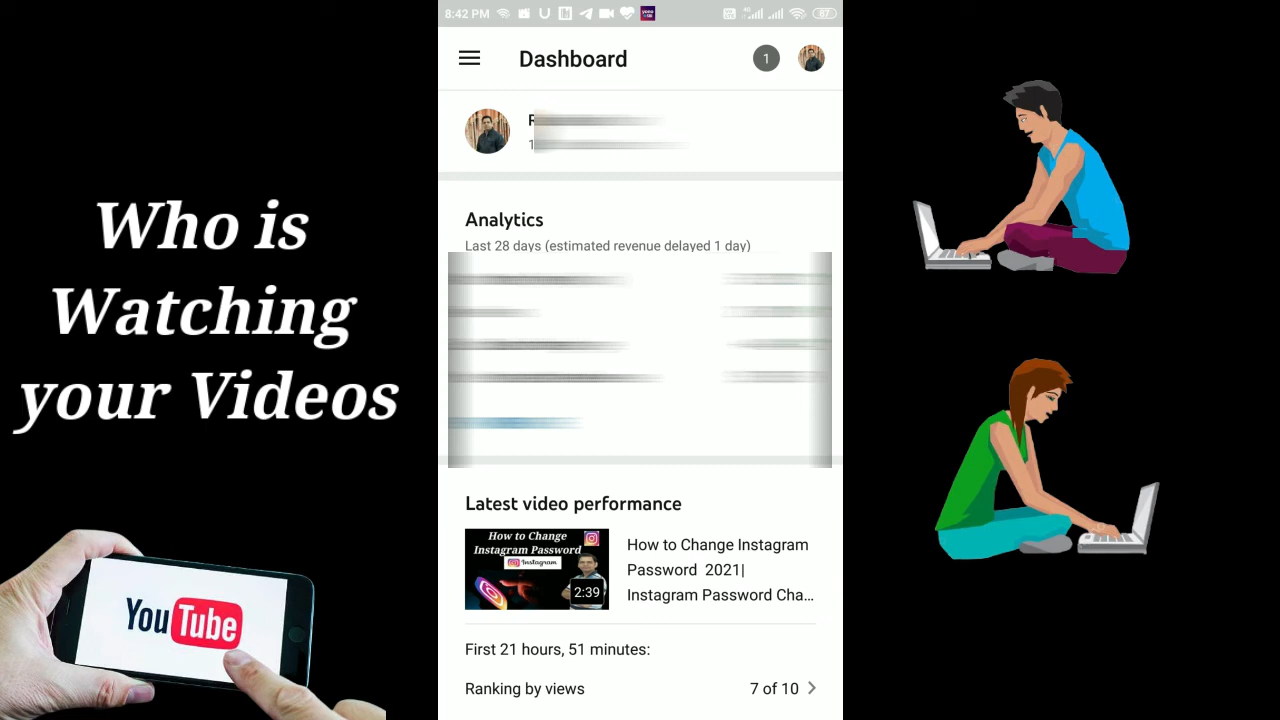 Who is
Watching
your Videos
YouTube
8:42 PM
4G
87
Dashboard
1
Analytics
Last 28 days (estimated revenue delayed 1 day)
Latest video performance
How to Change
Instagram Password
Instagram
2:39
How to Change Instagram
Password 2021|
Instagram Password Cha...
First 21 hours, 51 minutes:
Ranking by views
7 of 10